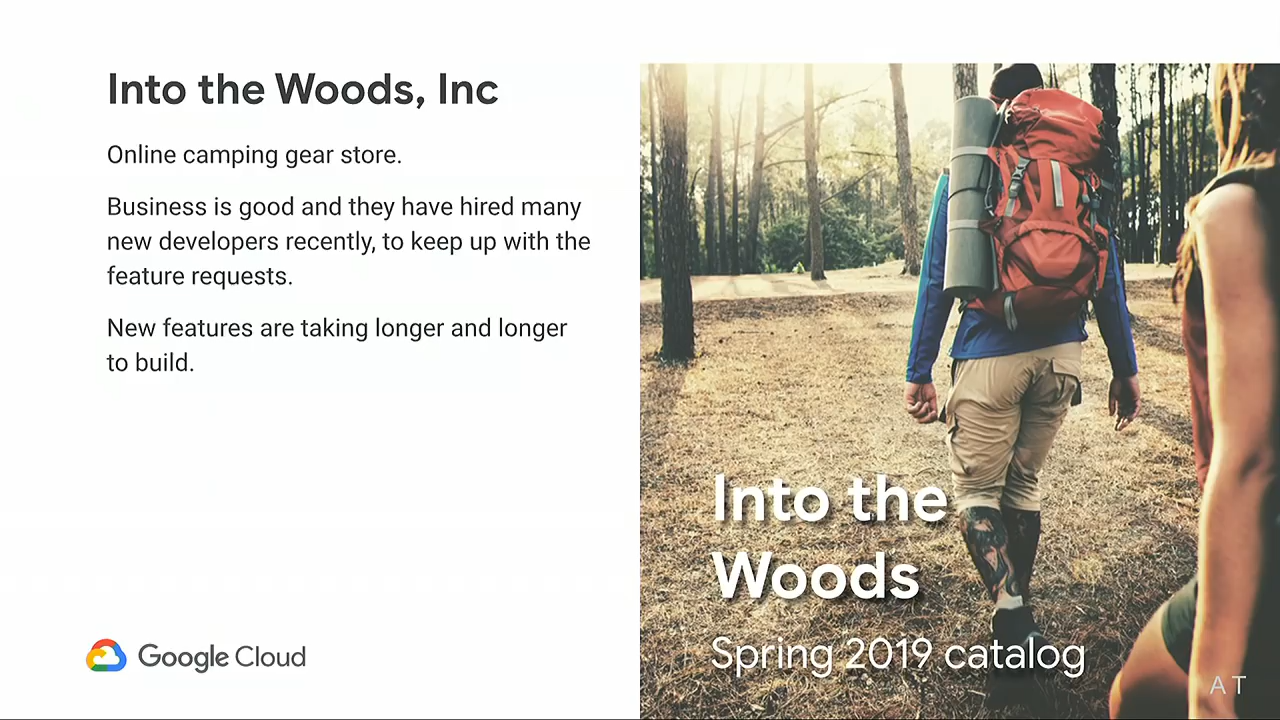 Into the Woods, Inc
Online camping gear store.
Business is good and they have hired many
new developers recently, to keep up with the
feature requests.
New features are taking longer and longer
to build.
Google Cloud
Into the
Woods
Spring 2019 catalog
A T